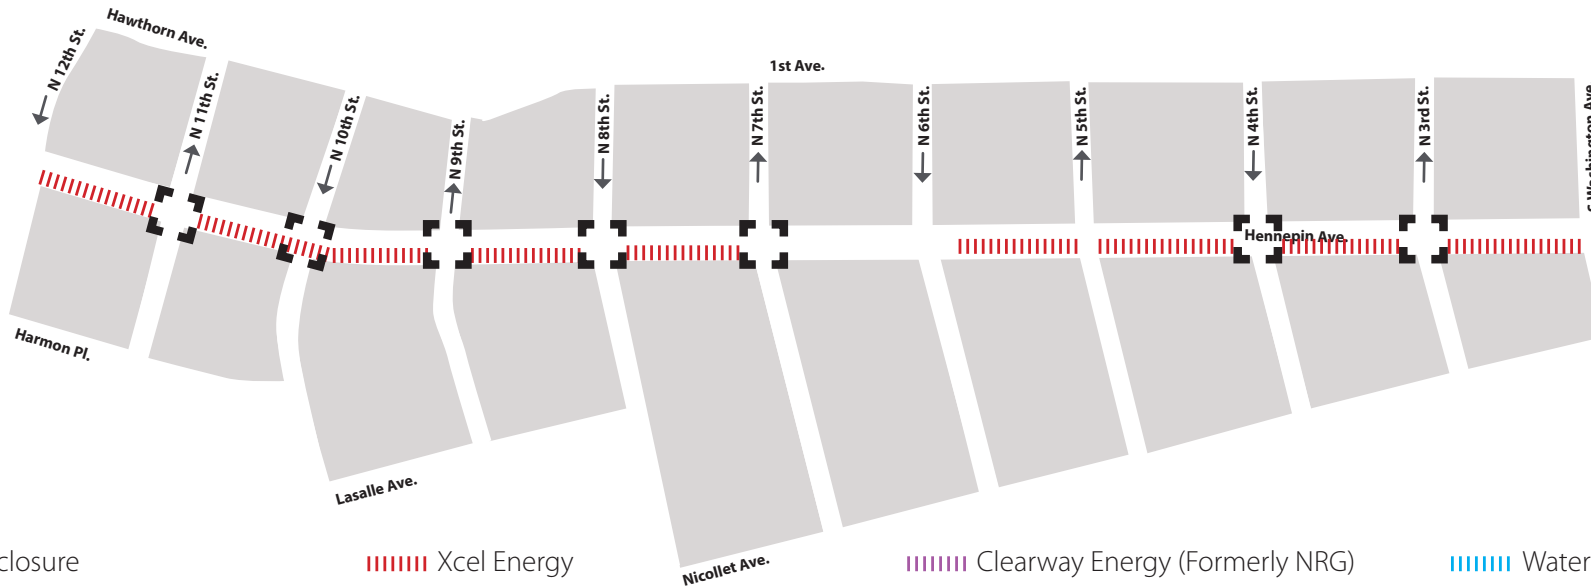 Hawthorn Ave.
N 12th St.
N 11th St.
N 10th St.
N 9th St.
N 8th St.
1st Ave.
N 7th St.
N 6th St.
N 5th St.
N 4th St.
N 3rd St.
S Washington Ave.
Hennepin Ave.
Harmon Pl.
Lasalle Ave.
Nicollet Ave.
closure
Xcel Energy
Clearway Energy (Formerly NRG)
Water